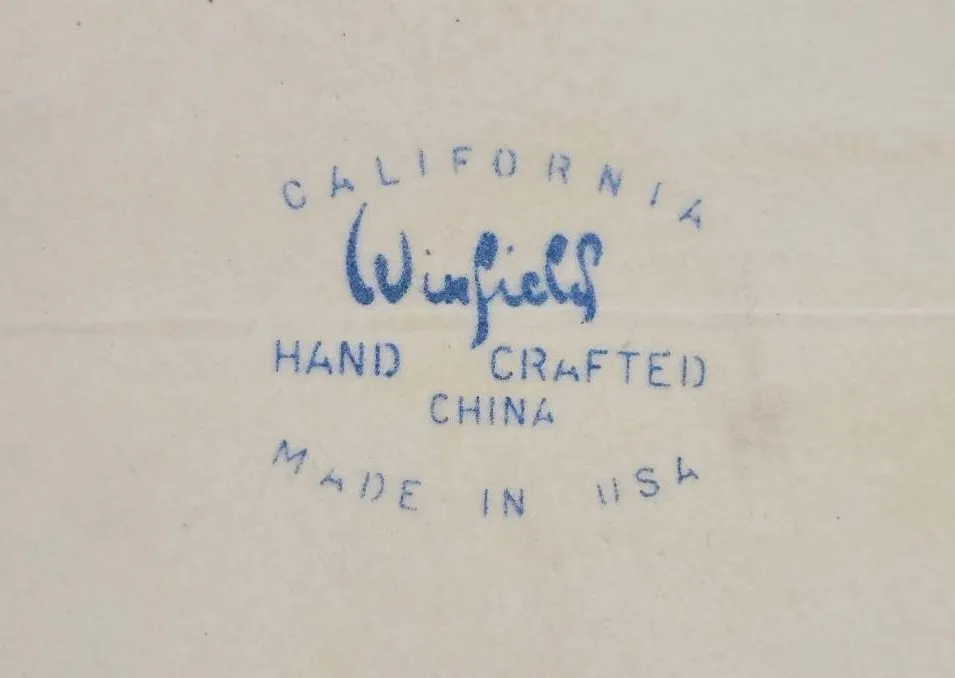 CALIFORNIA
Winfield
HAND CRAFTED
CHINA
MADE IN USA